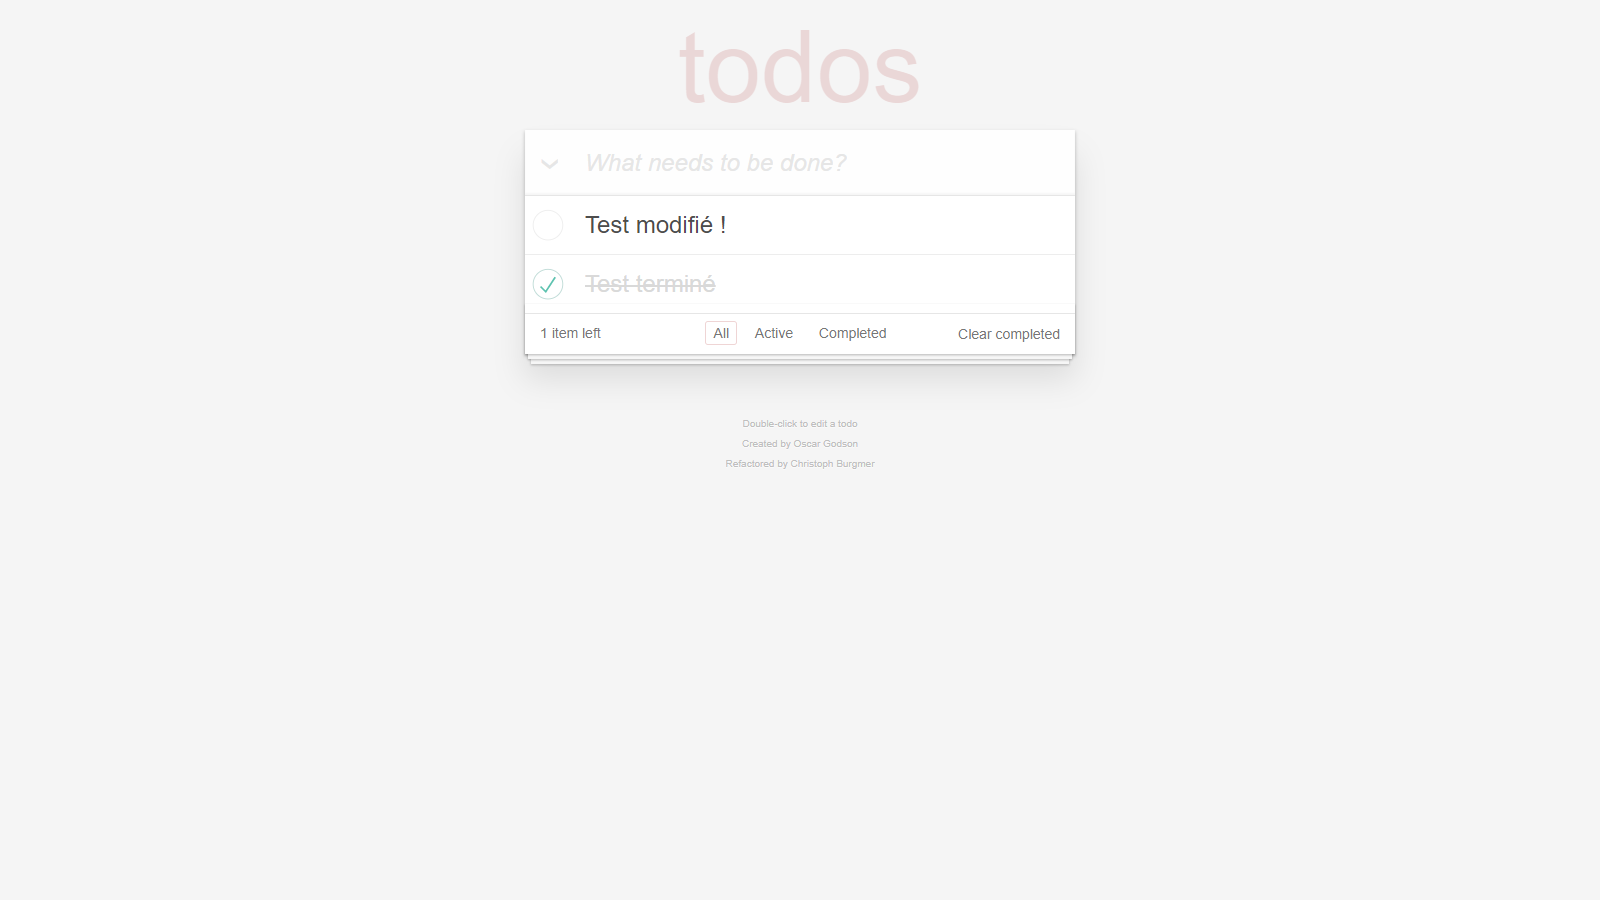 todos
What needs to be done?
Test modifié !
Test terminé
1 item left All Active Completed Clear completed
Double-click to edit a todo
Created by Oscar Godson
Refactored by Christoph Burgmer